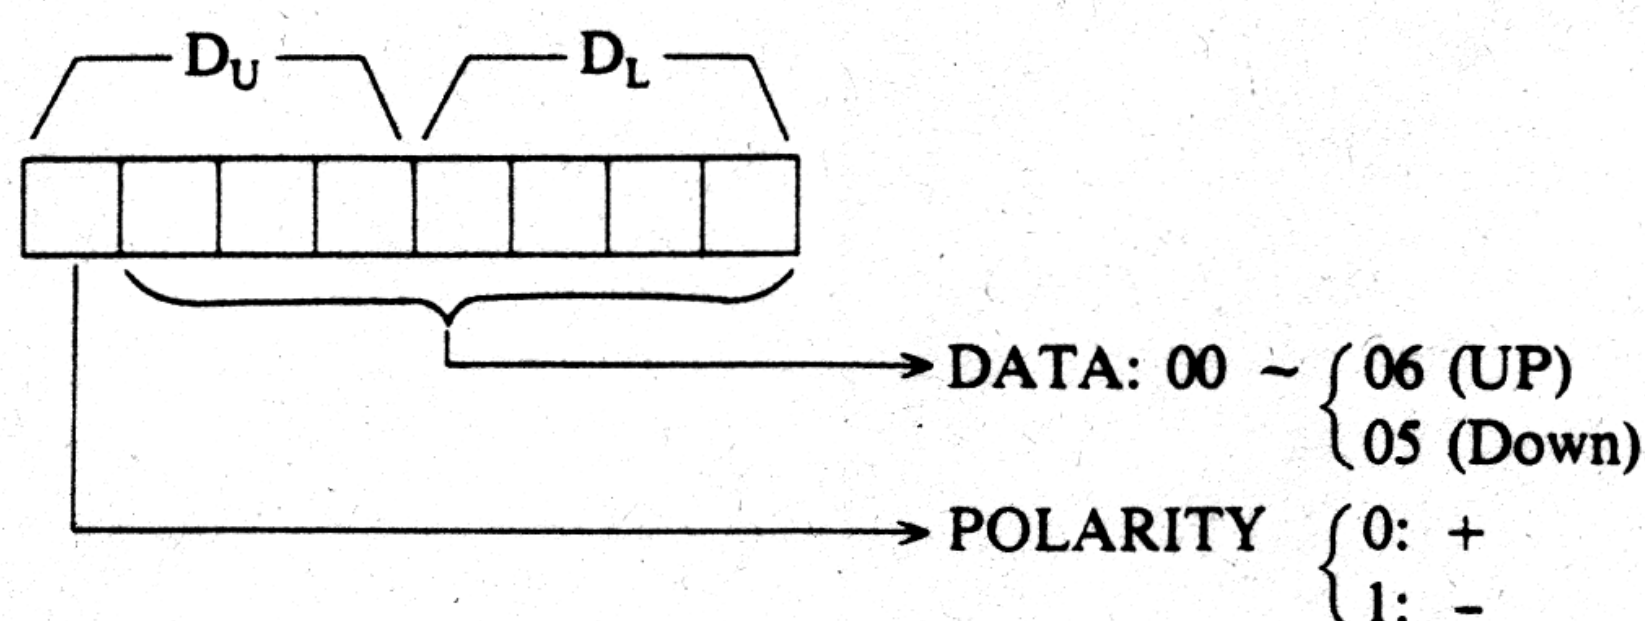 D_U D_L
DATA: 00 ~ { 06 (UP)
05 (Down)
POLARITY { 0: +
1: -